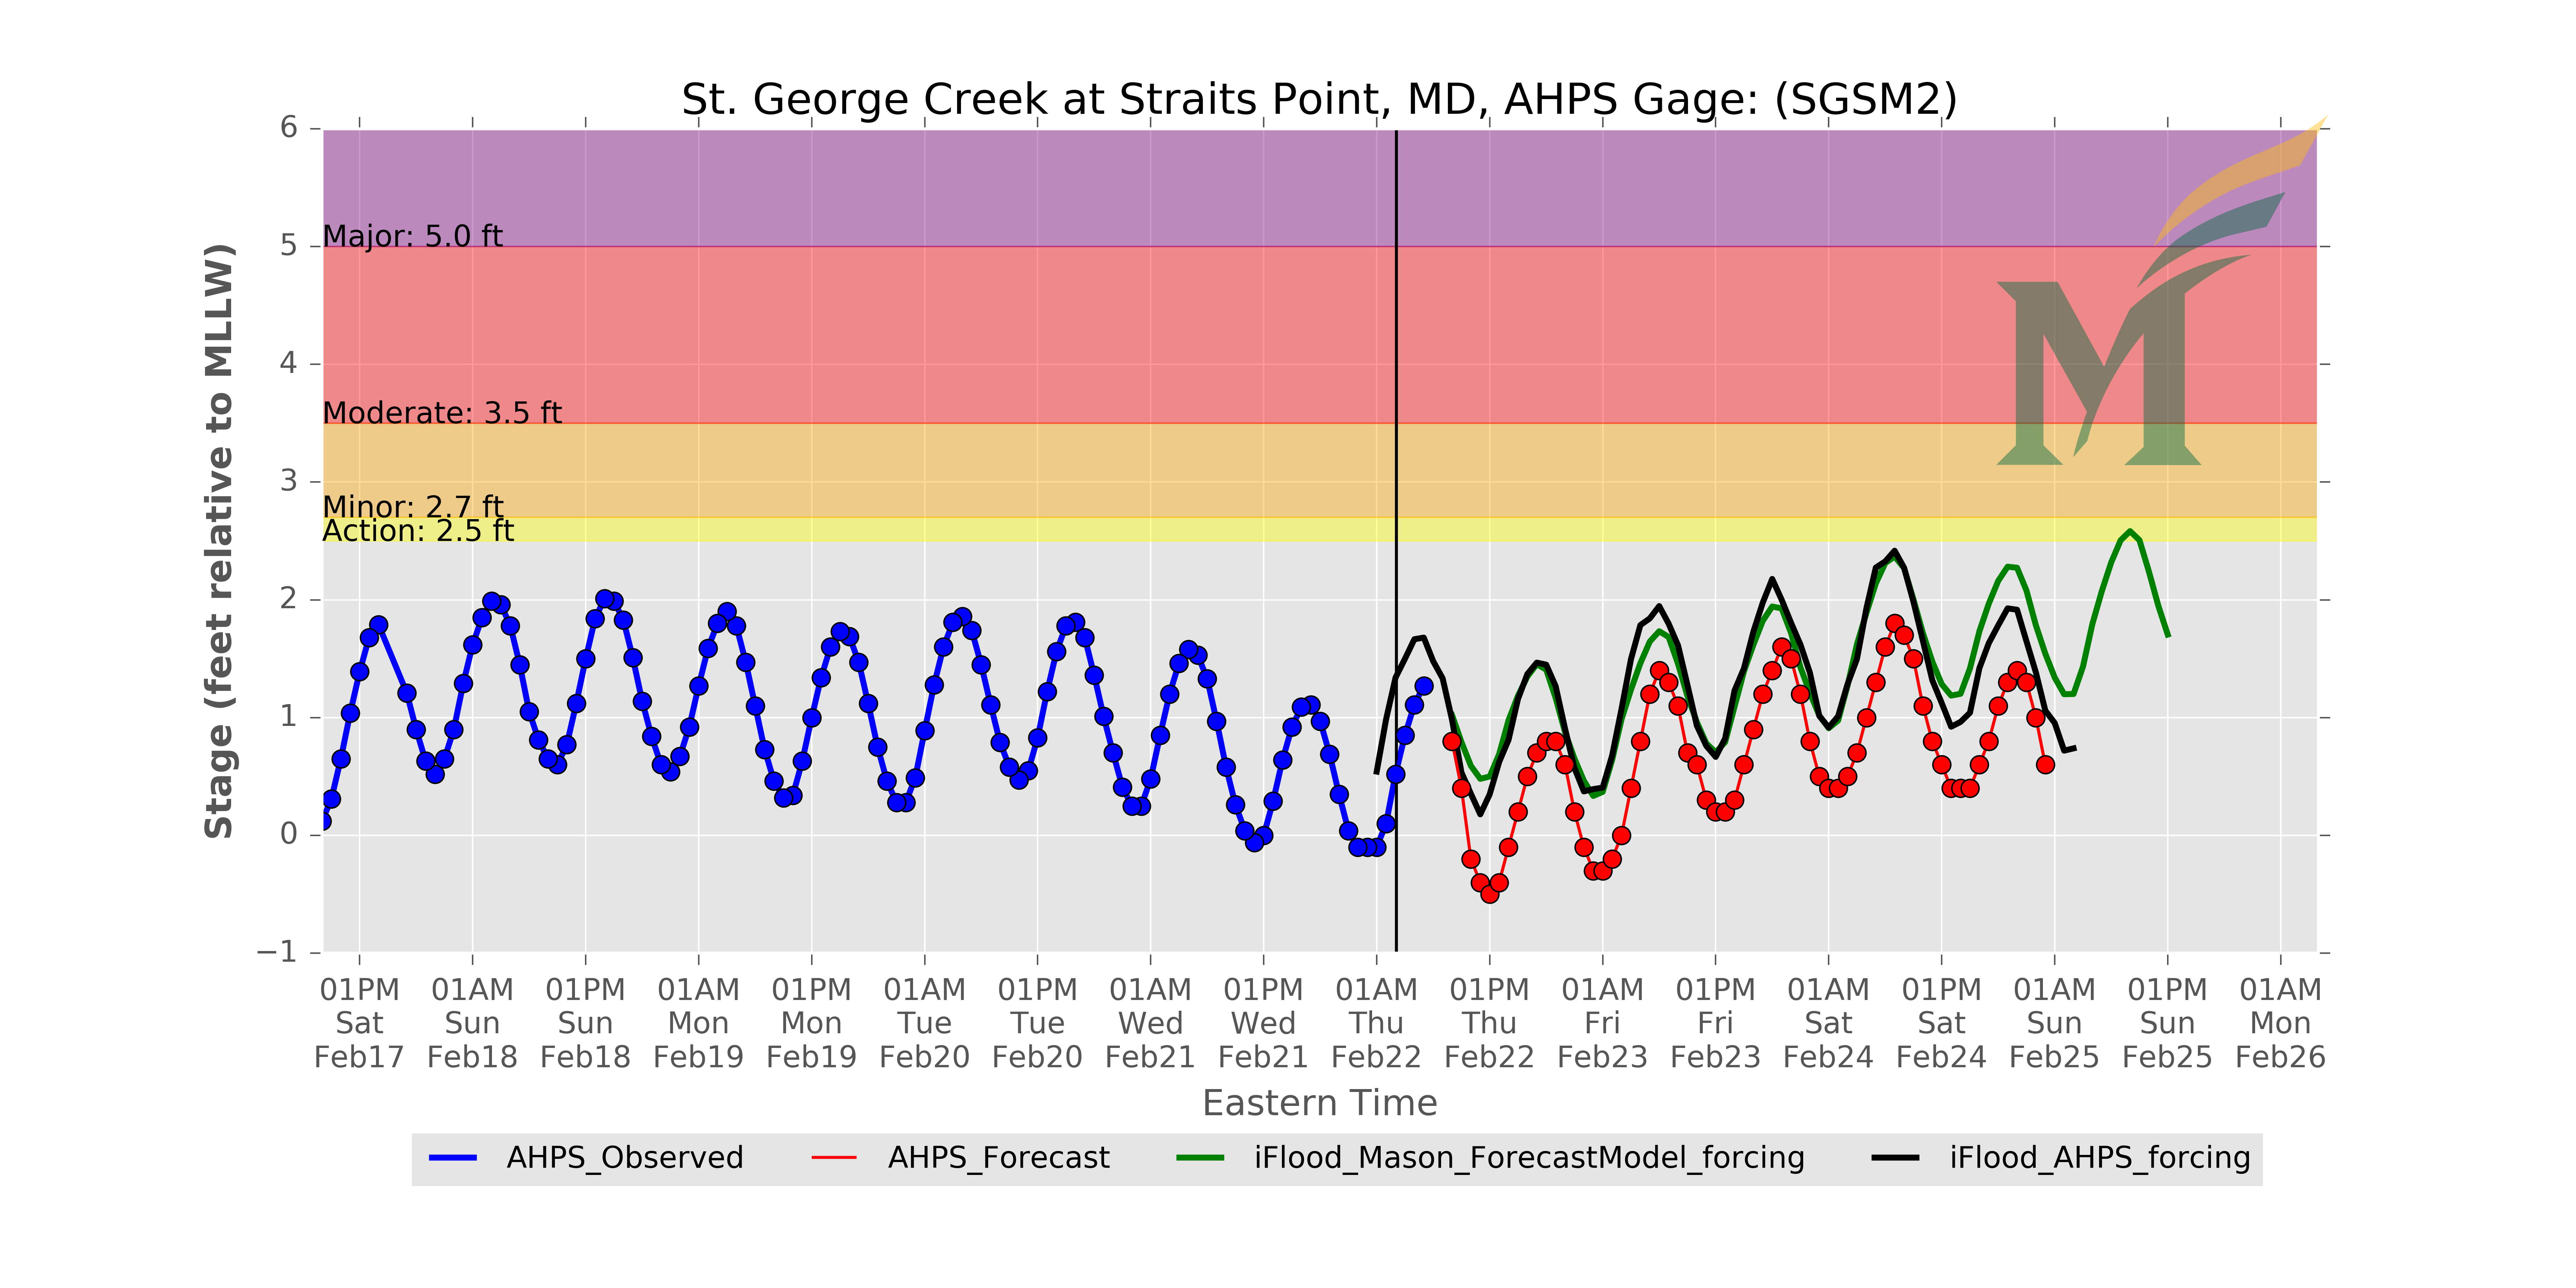 St. George Creek at Straits Point, MD, AHPS Gage: (SGSM2)
Stage (feet relative to MLLW)
6
5
4
3
2
1
0
−1
Major: 5.0 ft
Moderate: 3.5 ft
Minor: 2.7 ft
Action: 2.5 ft
M
01PM 01AM 01PM 01AM 01PM 01AM 01PM 01AM 01PM 01AM 01PM 01AM 01PM 01AM 01PM 01AM 01PM 01AM
Sat Sun Sun Mon Mon Tue Tue Wed Wed Thu Thu Fri Fri Sat Sat Sun Sun Mon
Feb17 Feb18 Feb18 Feb19 Feb19 Feb20 Feb20 Feb21 Feb21 Feb22 Feb22 Feb23 Feb23 Feb24 Feb24 Feb25 Feb25 Feb26
Eastern Time
AHPS_Observed AHPS_Forecast iFlood_Mason_ForecastModel_forcing iFlood_AHPS_forcing